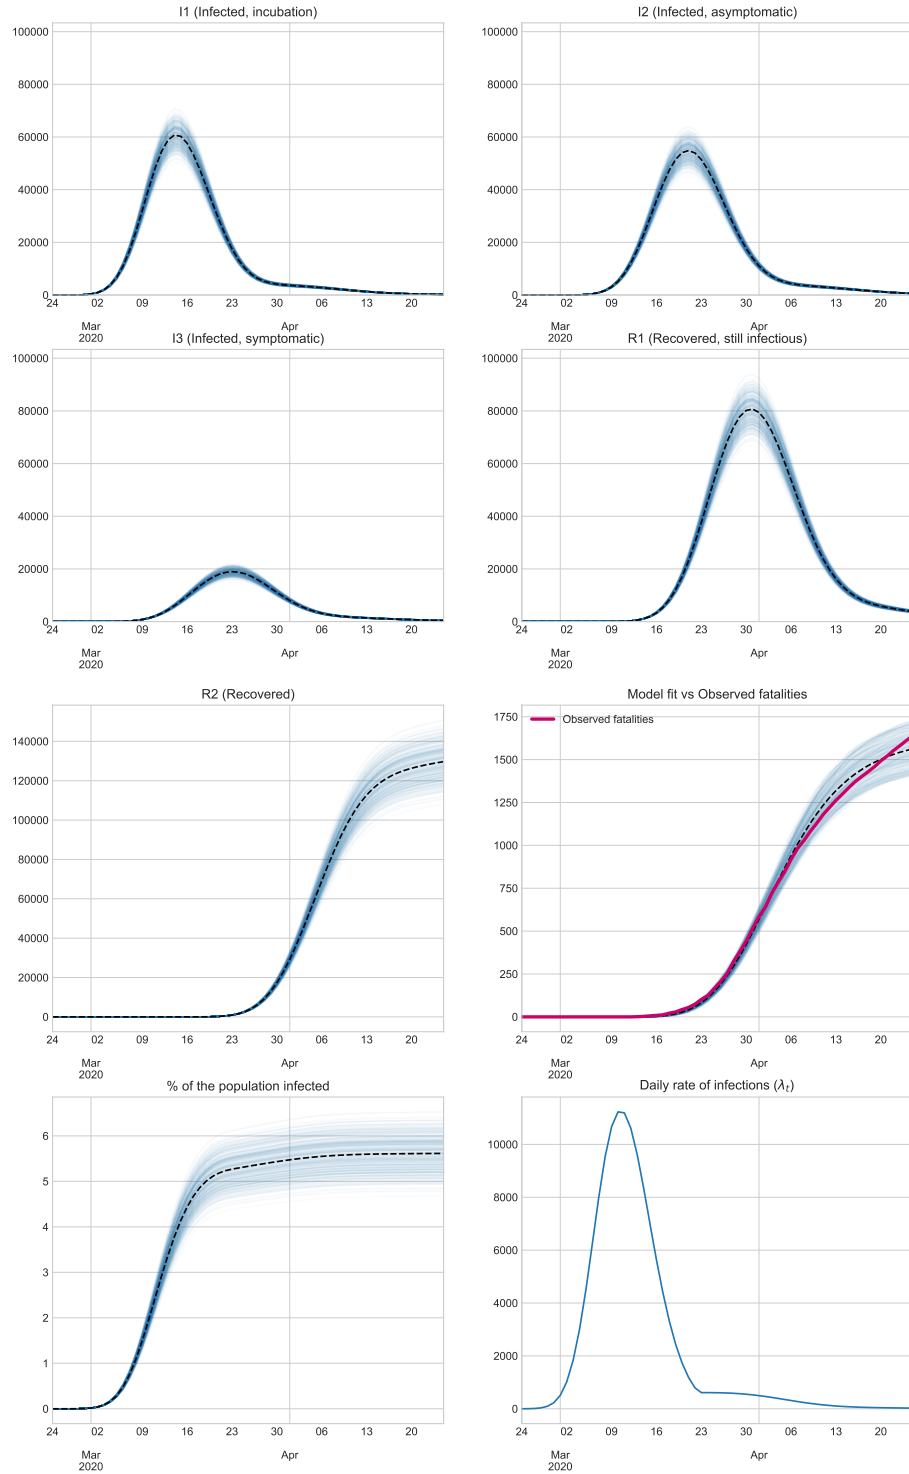 I1 (Infected, incubation)
100000
80000
60000
40000
20000
0
24 02 09 16 23 30 06 13 20
Mar Apr
2020
I2 (Infected, asymptomatic)
100000
80000
60000
40000
20000
0
24 02 09 16 23 30 06 13 20
Mar Apr
2020
I3 (Infected, symptomatic)
100000
80000
60000
40000
20000
0
24 02 09 16 23 30 06 13 20
Mar Apr
2020
R1 (Recovered, still infectious)
100000
80000
60000
40000
20000
0
24 02 09 16 23 30 06 13 20
Mar Apr
2020
R2 (Recovered)
140000
120000
100000
80000
60000
40000
20000
0
24 02 09 16 23 30 06 13 20
Mar Apr
2020
Model fit vs Observed fatalities
Observed fatalities
1750
1500
1250
1000
750
500
250
0
24 02 09 16 23 30 06 13 20
Mar Apr
2020
% of the population infected
6
5
4
3
2
1
0
24 02 09 16 23 30 06 13 20
Mar Apr
2020
Daily rate of infections (λt)
10000
8000
6000
4000
2000
0
24 02 09 16 23 30 06 13 20
Mar Apr
2020